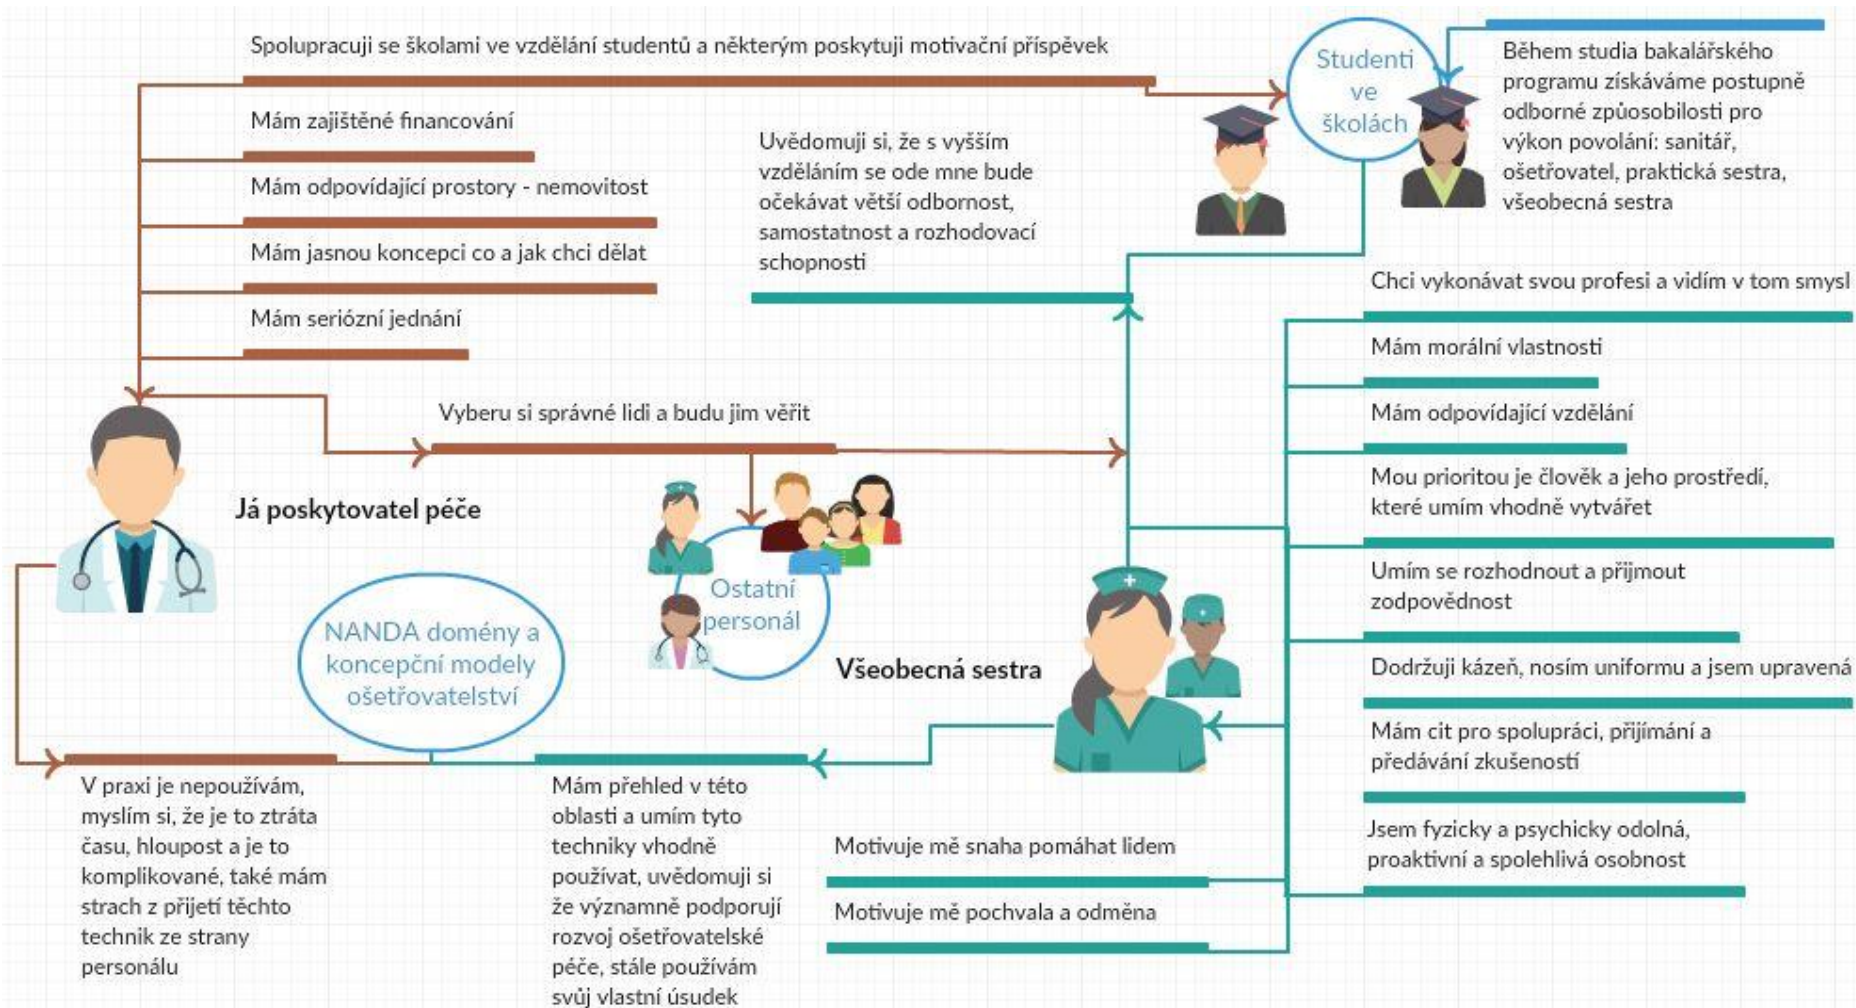 Spolupracuji se školami ve vzdělání studentů a některým poskytuji motivační příspěvek
Mám zajištěné financování
Mám odpovídající prostory - nemovitost
Mám jasnou koncepci co a jak chci dělat
Mám seriózní jednání
Uvědomuji si, že s vyšším
vzděláním se ode mne bude
očekávat větší odbornost,
samostatnost a rozhodovací
schopnosti
Studenti
ve
školách
Během studia bakalářského
programu získáváme postupně
odborné způosobilosti pro
výkon povolání: sanitář,
ošetřovatel, praktická sestra,
všeobecná sestra
Vyberu si správné lidi a budu jim věřit
Já poskytovatel péče
Ostatní
personál
NANDA domény a
koncepční modely
ošetřovatelství
Všeobecná sestra
Chci vykonávat svou profesi a vidím v tom smysl
Mám morální vlastnosti
Mám odpovídající vzdělání
Mou prioritou je člověk a jeho prostředí,
které umím vhodně vytvářet
Umím se rozhodnout a přijmout
zodpovědnost
Dodržuji kázeň, nosím uniformu a jsem upravená
Mám cit pro spolupráci, přijímání a
předávání zkušeností
Jsem fyzicky a psychicky odolná,
proaktivní a spolehlivá osobnost
V praxi je nepoužívám,
myslím si, že je to ztráta
času, hloupost a je to
komplikované, také mám
strach z přijetí těchto
technik ze strany
personálu
Mám přehled v této
oblasti a umím tyto
techniky vhodně
používat, uvědomuji si
že významně podporují
rozvoj ošetřovatelské
péče, stále používám
svůj vlastní úsudek
Motivuje mě snaha pomáhat lidem
Motivuje mě pochvala a odměna